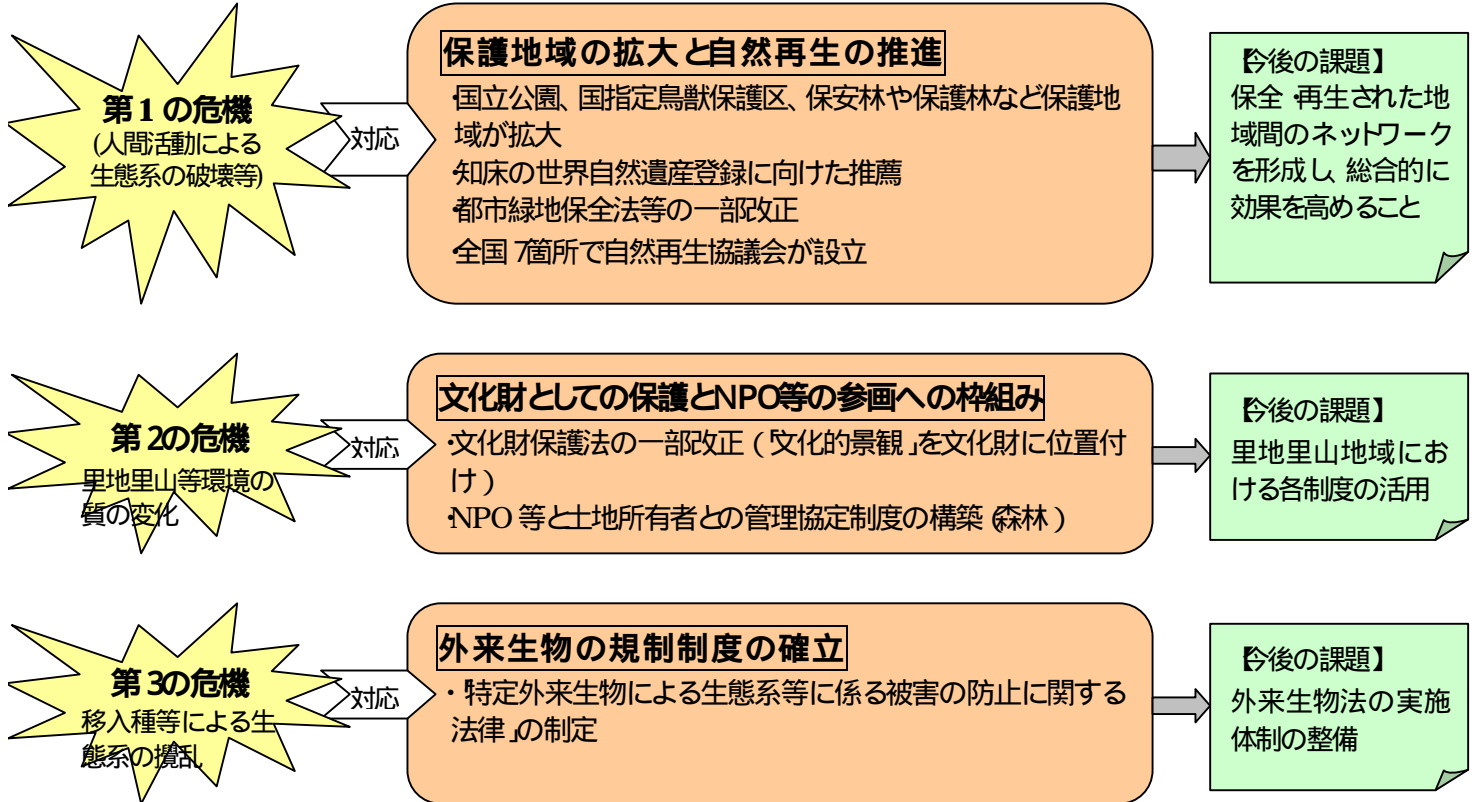 第1の危機
(人間活動による
生態系の破壊等)
対応
保護地域の拡大と自然再生の推進
・国立公園、国指定鳥獣保護区、保安林や保護林など保護地
域が拡大
・知床の世界自然遺産登録に向けた推薦
・都市緑地保全法等の一部改正
・全国7箇所で自然再生協議会が設立
【今後の課題】
保全・再生された地
域間のネットワーク
を形成し、総合的に
効果を高めること
第2の危機
里地里山等環境の
質の変化
対応
文化財としての保護とNPO等の参画への枠組み
・文化財保護法の一部改正(「文化的景観」を文化財に位置付
け)
・NPO等と土地所有者との管理協定制度の構築(森林)
【今後の課題】
里地里山地域にお
ける各制度の活用
第3の危機
移入種等による生
態系の攪乱
対応
外来生物の規制制度の確立
・「特定外来生物による生態系等に係る被害の防止に関する
法律」の制定
【今後の課題】
外来生物法の実施
体制の整備